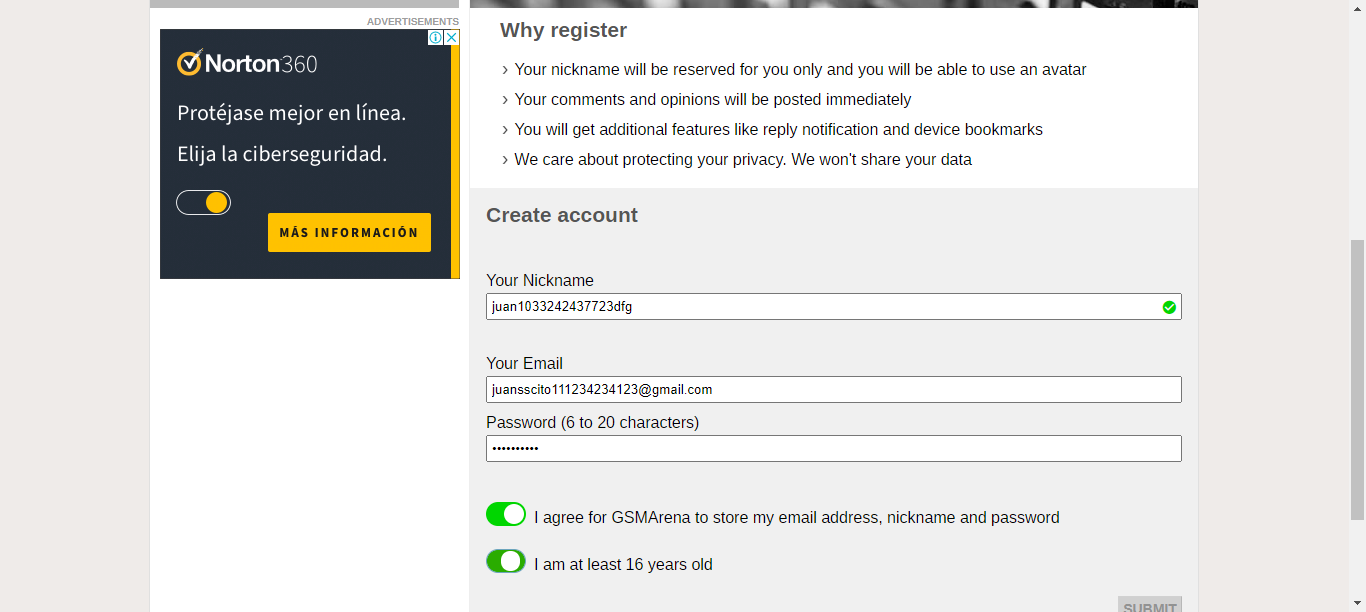 ADVERTISEMENTS
Norton360
Protéjase mejor en línea.
Elija la ciberseguridad.
MÁS INFORMACIÓN
Why register
› Your nickname will be reserved for you only and you will be able to use an avatar
› Your comments and opinions will be posted immediately
› You will get additional features like reply notification and device bookmarks
› We care about protecting your privacy. We won't share your data
Create account
Your Nickname
juan1033242437723dfg
Your Email
juansscito111234234123@gmail.com
Password (6 to 20 characters)
••••••••••
I agree for GSMArena to store my email address, nickname and password
I am at least 16 years old
SUBMIT